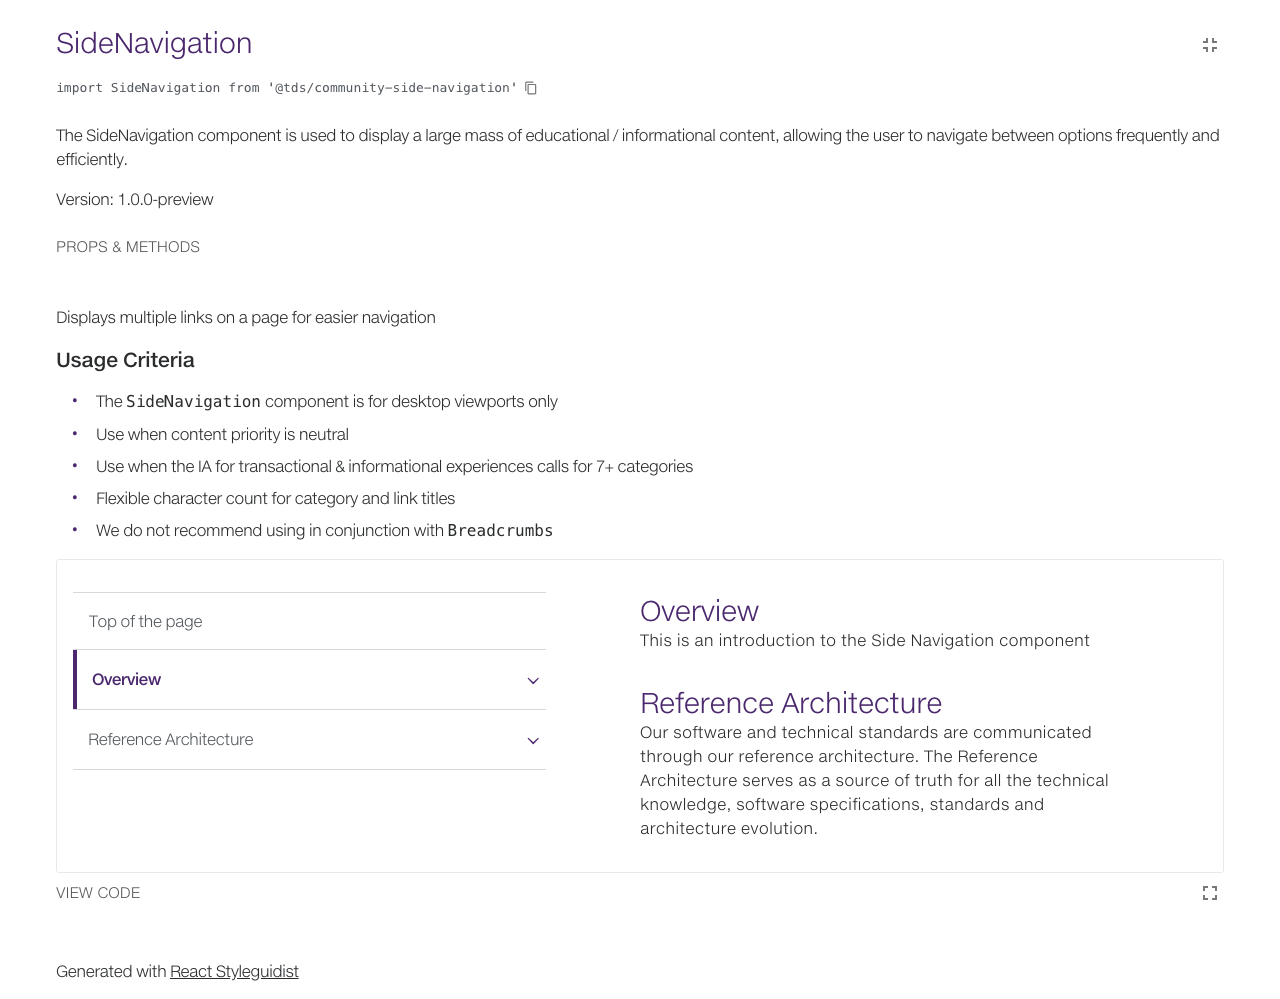 SideNavigation
import SideNavigation from '@tds/community-side-navigation'
The SideNavigation component is used to display a large mass of educational / informational content, allowing the user to navigate between options frequently and
efficiently.
Version: 1.0.0-preview
PROPS & METHODS
Displays multiple links on a page for easier navigation
Usage Criteria
• The SideNavigation component is for desktop viewports only
• Use when content priority is neutral
• Use when the IA for transactional & informational experiences calls for 7+ categories
• Flexible character count for category and link titles
• We do not recommend using in conjunction with Breadcrumbs
Top of the page
Overview
Reference Architecture
Overview
This is an introduction to the Side Navigation component
Reference Architecture
Our software and technical standards are communicated
through our reference architecture. The Reference
Architecture serves as a source of truth for all the technical
knowledge, software specifications, standards and
architecture evolution.
VIEW CODE
Generated with React Styleguidist